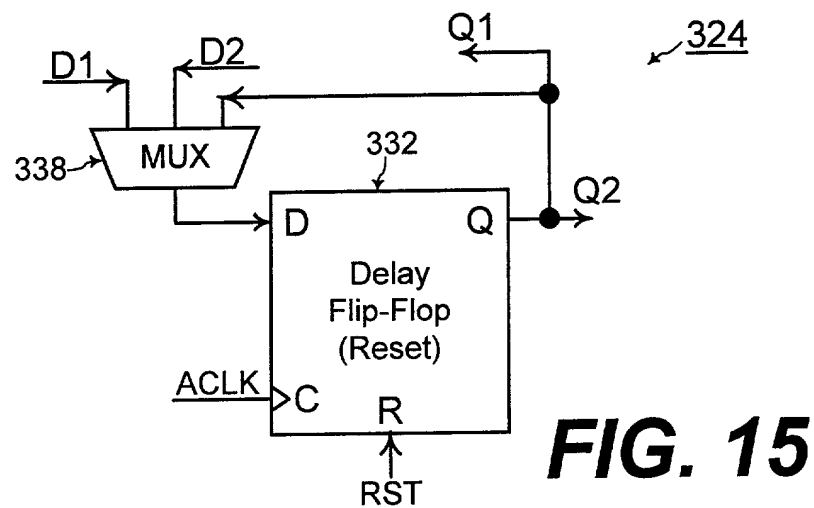 Q1
324
D1
D2
MUX
338
332
Q2
D
Q
Delay
Flip-Flop
(Reset)
ACLK
C
R
RST
FIG. 15